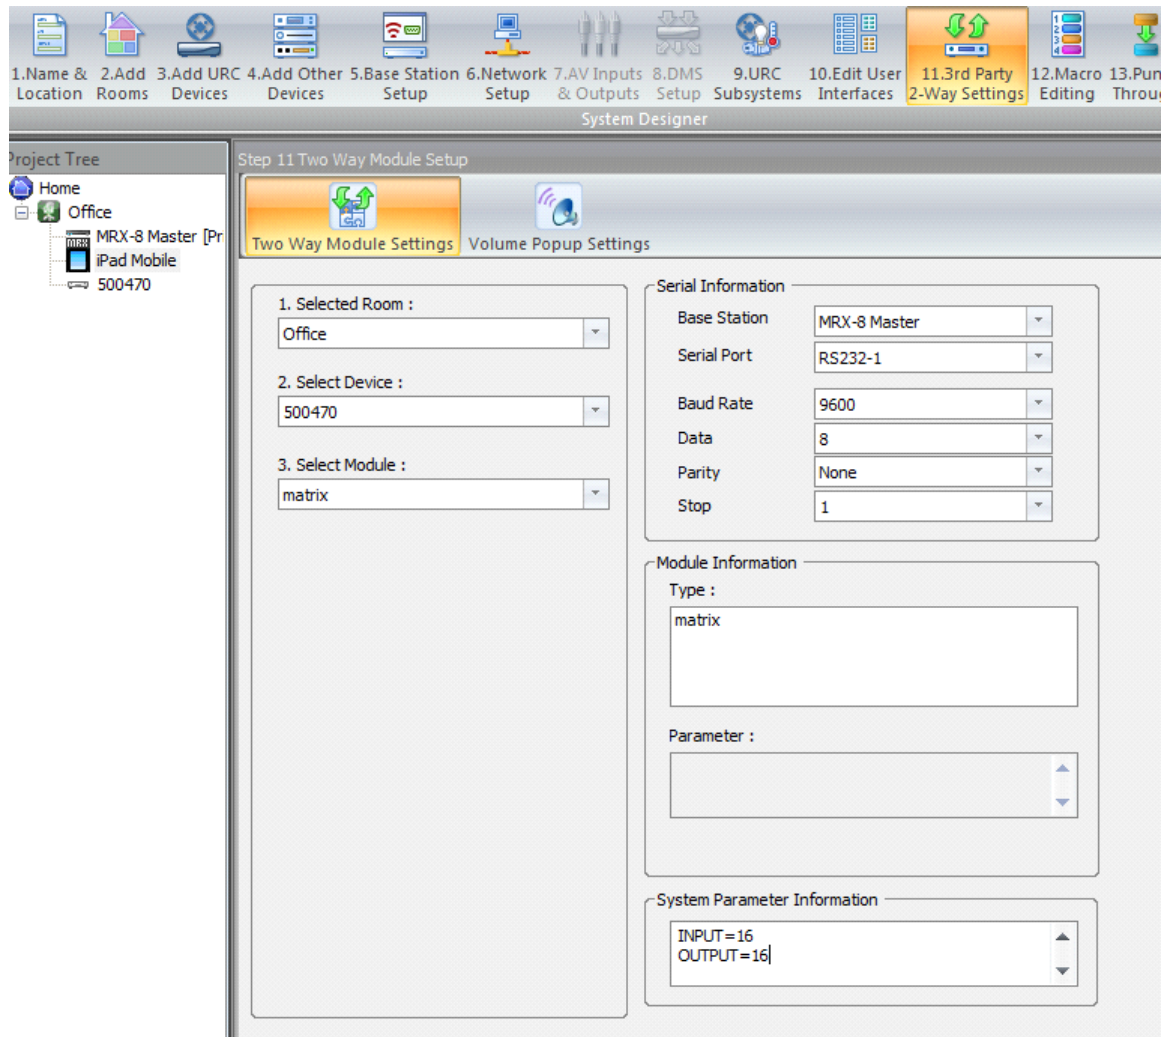 1.Name & Location
2.Add Rooms
3.Add URC Devices
4.Add Other Devices
5.Base Station Setup
6.Network Setup
7.AV Inputs & Outputs
8.DMS Setup
9.URC Subsystems
10.Edit User Interfaces
11.3rd Party 2-Way Settings
12.Macro Editing
13.Pun
Throu
System Designer
Project Tree
Home
Office
MRX-8 Master [Pr
iPad Mobile
500470
Step 11 Two Way Module Setup
Two Way Module Settings
Volume Popup Settings
1. Selected Room :
Office
2. Select Device :
500470
3. Select Module :
matrix
Serial Information
Base Station
MRX-8 Master
Serial Port
RS232-1
Baud Rate
9600
Data
8
Parity
None
Stop
1
Module Information
Type :
matrix
Parameter :
System Parameter Information
INPUT=16
OUTPUT=16